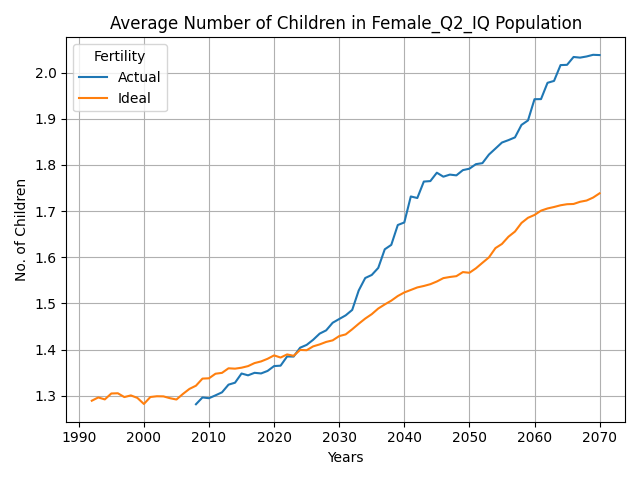 Average Number of Children in Female_Q2_IQ Population
Fertility
Actual
Ideal
No. of Children
2.0
1.9
1.8
1.7
1.6
1.5
1.4
1.3
1990 2000 2010 2020 2030 2040 2050 2060 2070
Years